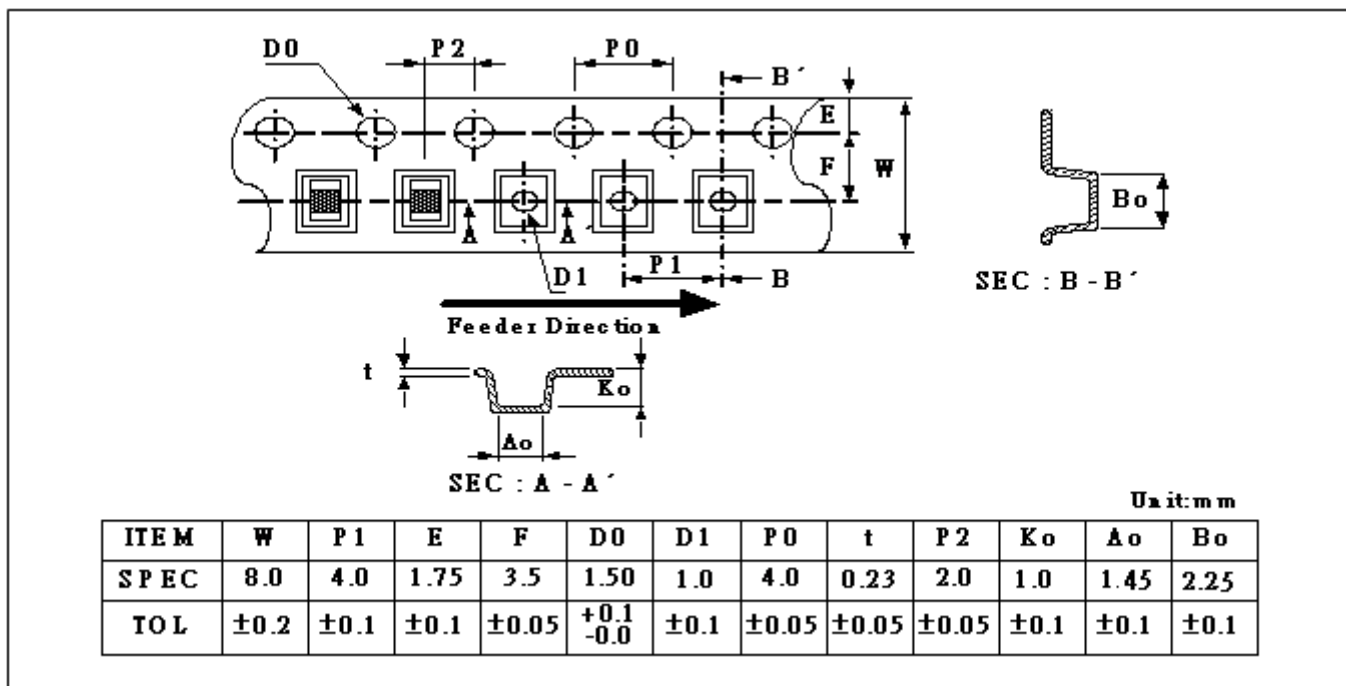 D0
P2
P0
B´
E
F
W
A
A´
D1
P1
B
Bo
SEC : B - B´
Feeder Direction
t
Ko
Ao
SEC : A - A´
Unit:mm
ITEM W P1 E F D0 D1 P0 t P2 Ko Ao Bo
SPEC 8.0 4.0 1.75 3.5 1.50 1.0 4.0 0.23 2.0 1.0 1.45 2.25
TOL ±0.2 ±0.1 ±0.1 ±0.05 +0.1 -0.0 ±0.1 ±0.05 ±0.05 ±0.05 ±0.1 ±0.1 ±0.1